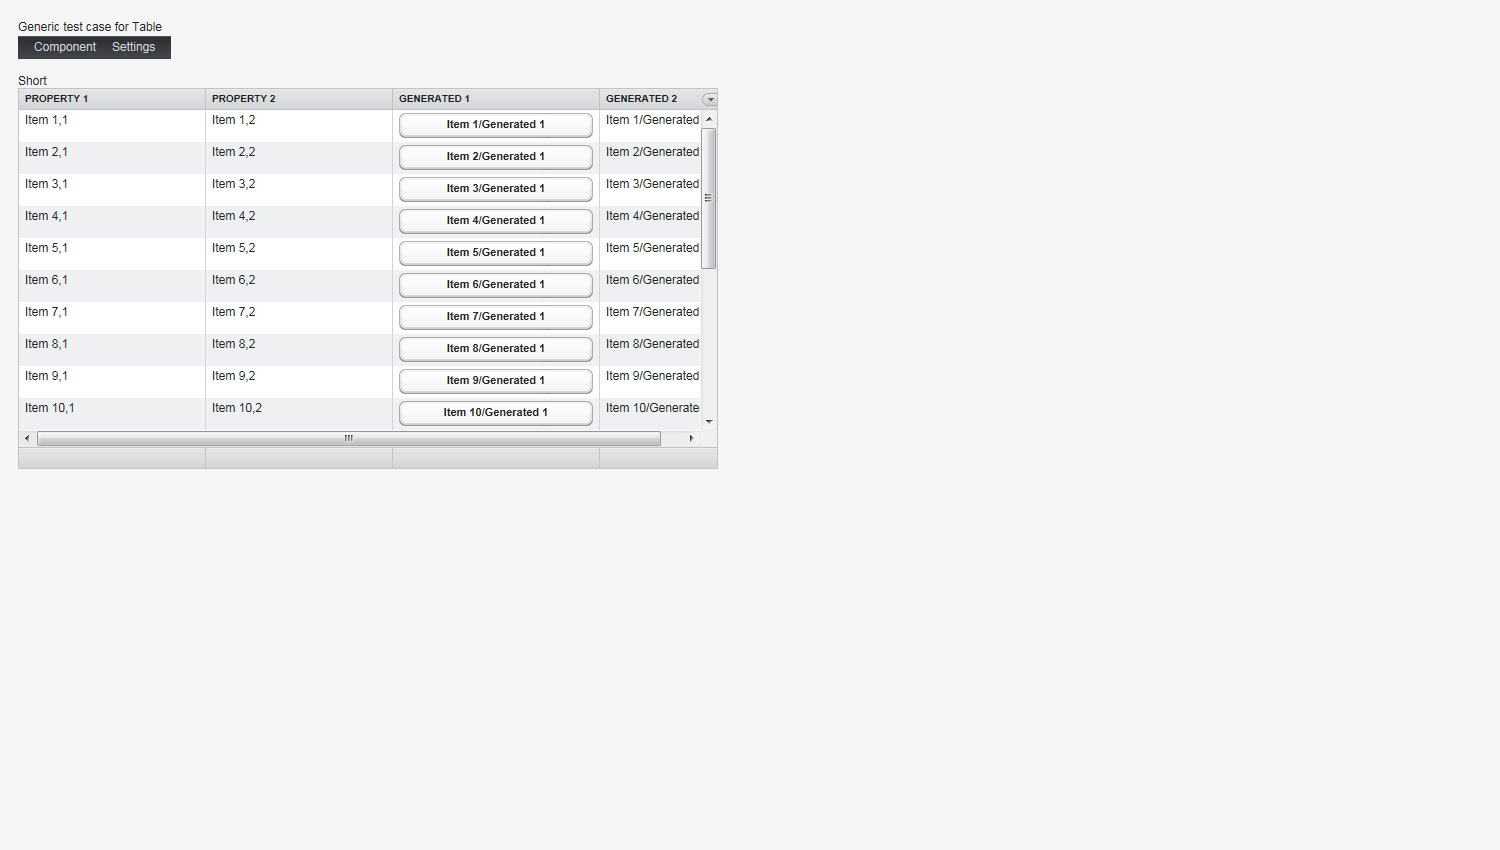 Generic test case for Table
Component Settings
Short
PROPERTY 1 PROPERTY 2 GENERATED 1 GENERATED 2
Item 1,1 Item 1,2 Item 1/Generated 1 Item 1/Generated
Item 2,1 Item 2,2 Item 2/Generated 1 Item 2/Generated
Item 3,1 Item 3,2 Item 3/Generated 1 Item 3/Generated
Item 4,1 Item 4,2 Item 4/Generated 1 Item 4/Generated
Item 5,1 Item 5,2 Item 5/Generated 1 Item 5/Generated
Item 6,1 Item 6,2 Item 6/Generated 1 Item 6/Generated
Item 7,1 Item 7,2 Item 7/Generated 1 Item 7/Generated
Item 8,1 Item 8,2 Item 8/Generated 1 Item 8/Generated
Item 9,1 Item 9,2 Item 9/Generated 1 Item 9/Generated
Item 10,1 Item 10,2 Item 10/Generated 1 Item 10/Generate